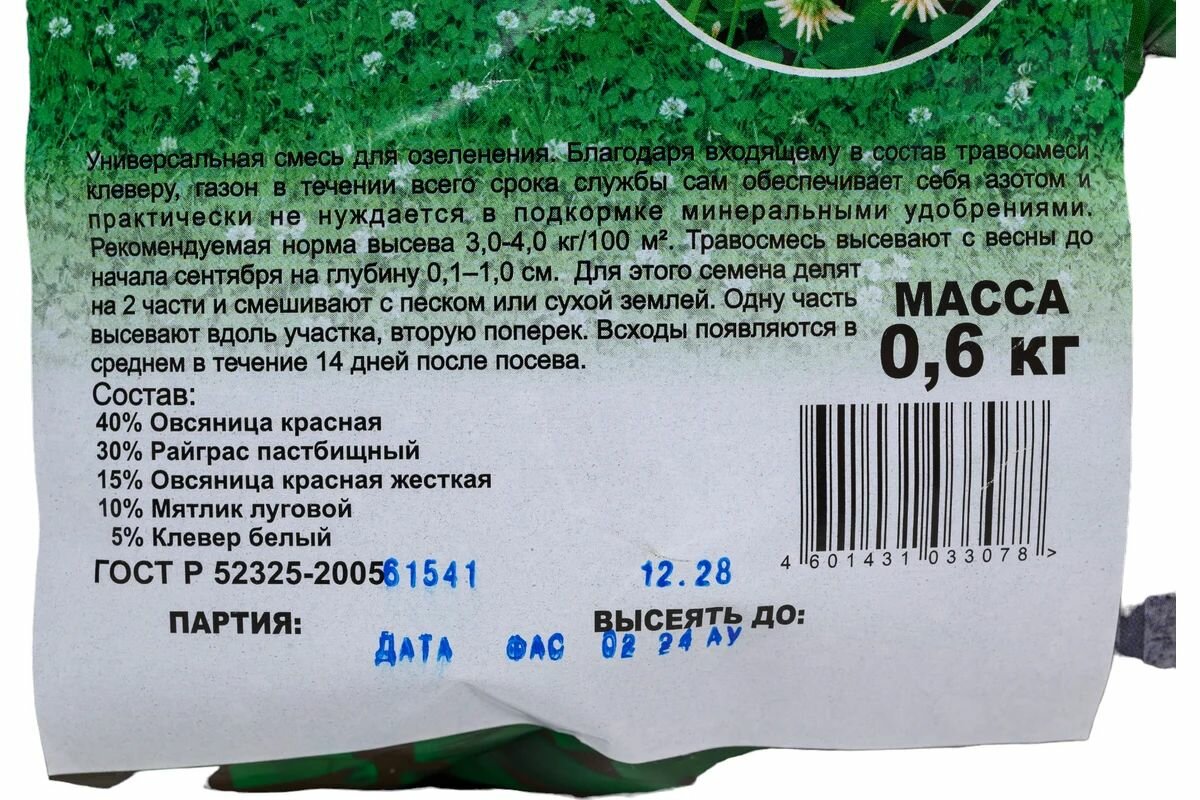 Универсальная смесь для озеленения. Благодаря входящему в состав травосмеси
клеверу, газон в течении всего срока службы сам обеспечивает себя азотом и
практически не нуждается в подкормке минеральными удобрениями.
Рекомендуемая норма высева 3,0-4,0 кг/100 м². Травосмесь высевают с весны до
начала сентября на глубину 0,1–1,0 см. Для этого семена делят
на 2 части и смешивают с песком или сухой землей. Одну часть
высевают вдоль участка, вторую поперек. Всходы появляются в
среднем в течение 14 дней после посева.
МАССА
0,6 кг
Состав:
40% Овсяница красная
30% Райграс пастбищный
15% Овсяница красная жесткая
10% Мятлик луговой
5% Клевер белый
4 601431 033078 >
ГОСТ Р 52325-2005 61541 12.28
ПАРТИЯ: ВЫСЕЯТЬ ДО:
ДАТА ФАС 02 24 АУ